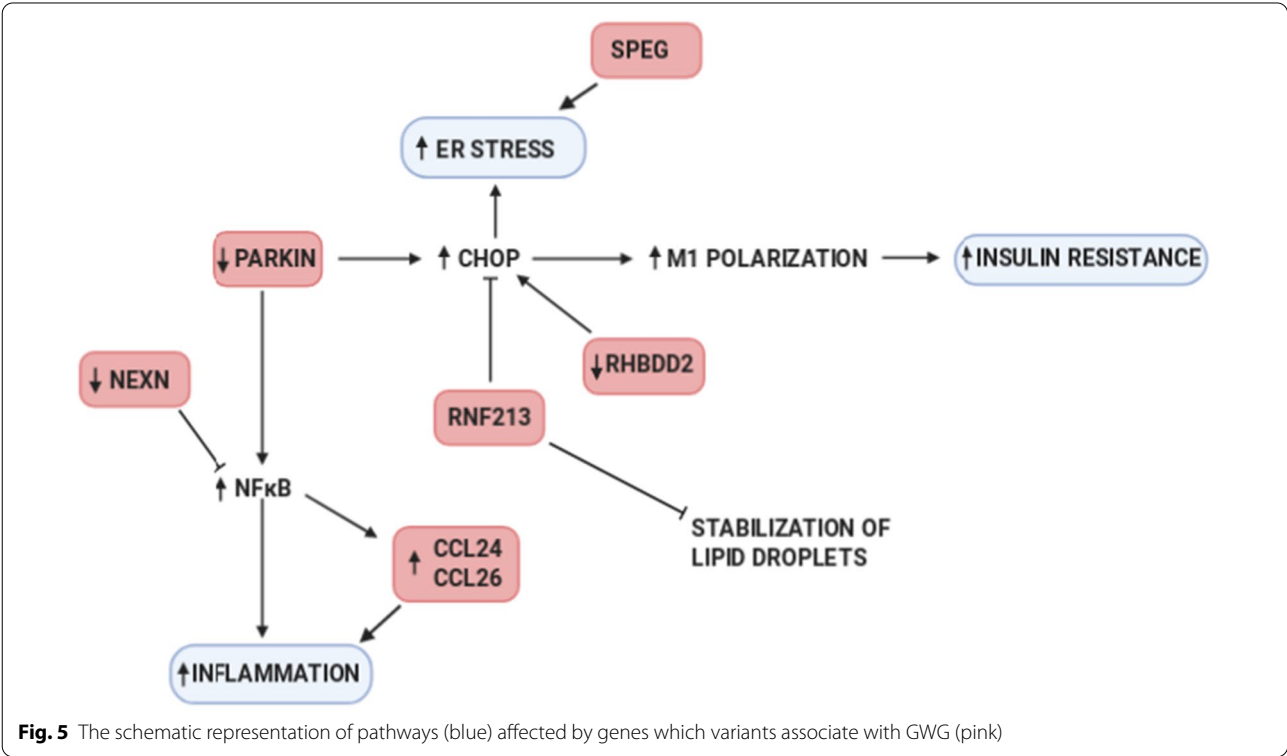 SPEG
↑ ER STRESS
↓ PARKIN
↑ CHOP
↑ M1 POLARIZATION
↑ INSULIN RESISTANCE
↓ NEXN
↓ RHBDD2
RNF213
↑ NFκB
↑ CCL24
CCL26
STABILIZATION OF
LIPID DROPLETS
↑ INFLAMMATION
Fig. 5 The schematic representation of pathways (blue) affected by genes which variants associate with GWG (pink)